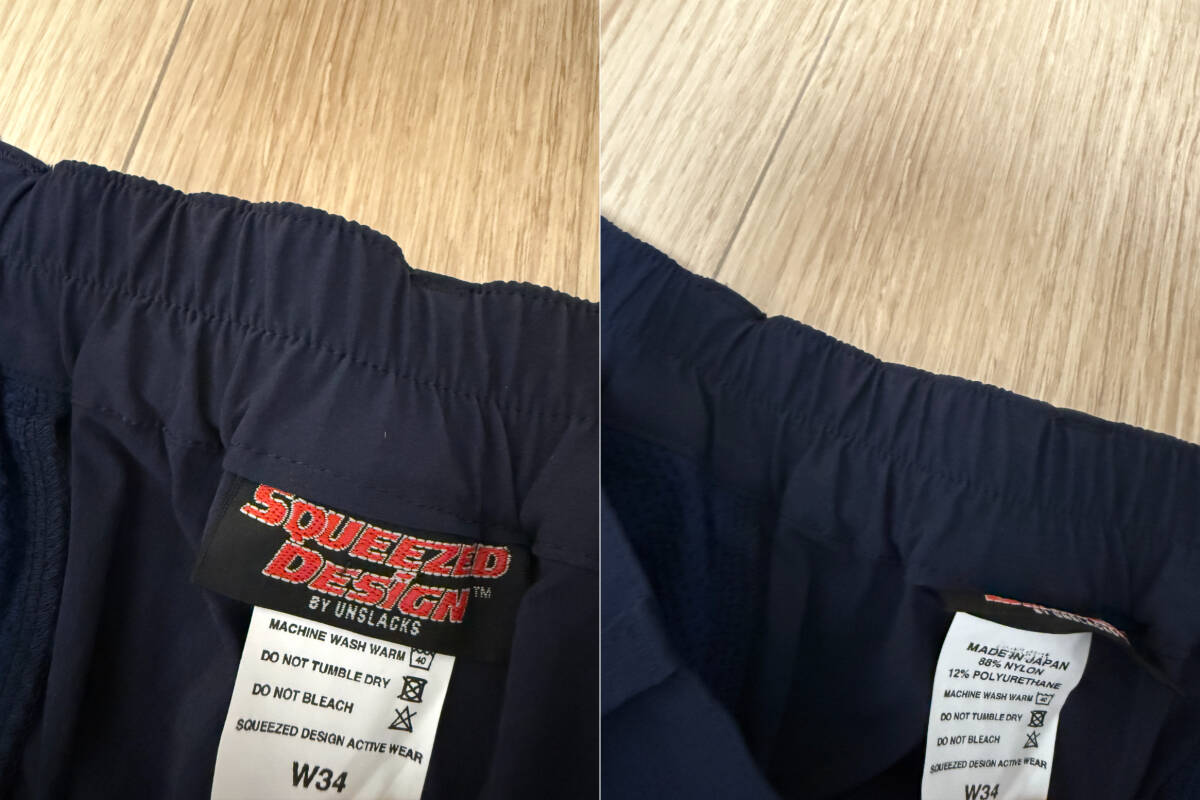 SQUEEZED
DESIGN™
BY UNSLACKS
MACHINE WASH WARM 40
DO NOT TUMBLE DRY
DO NOT BLEACH
SQUEEZED DESIGN ACTIVE WEAR
W34
MADE IN JAPAN
88% NYLON
12% POLYURETHANE
MACHINE WASH WARM 40
DO NOT TUMBLE DRY
DO NOT BLEACH
SQUEEZED DESIGN ACTIVE WEAR
W34